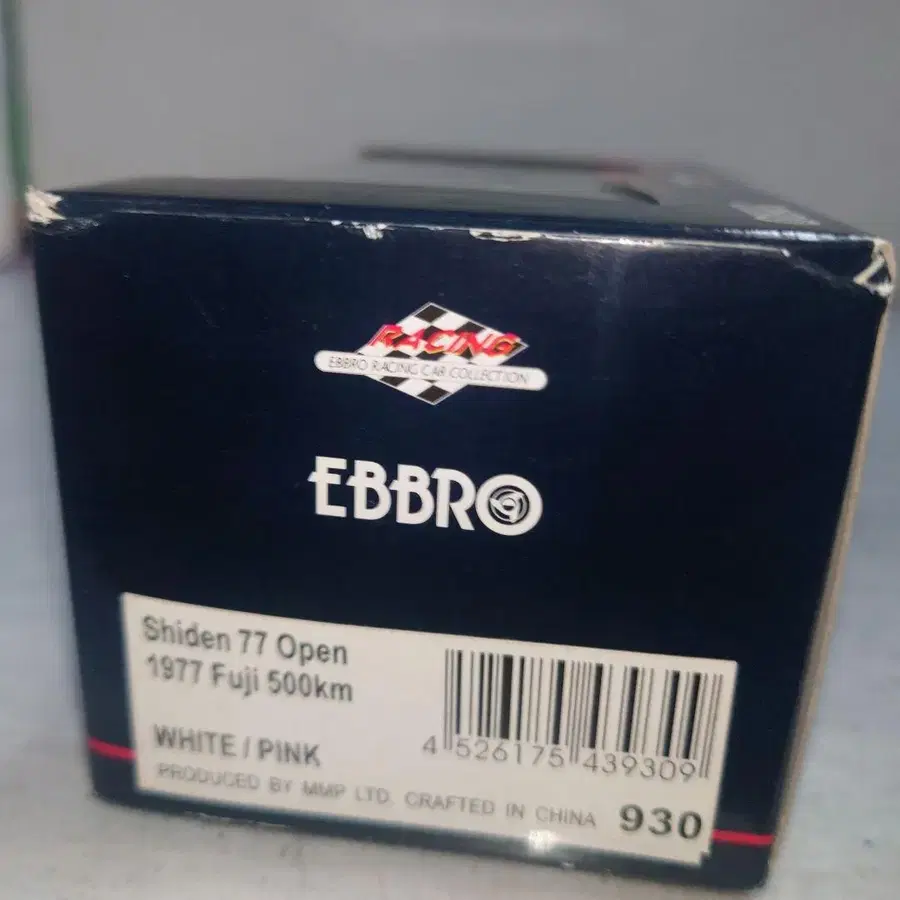 RACING
EBBRO RACING CAR COLLECTION
EBBRO
Shiden 77 Open
1977 Fuji 500km
WHITE / PINK
4 526175 439309
PRODUCED BY MMP LTD. CRAFTED IN CHINA 930